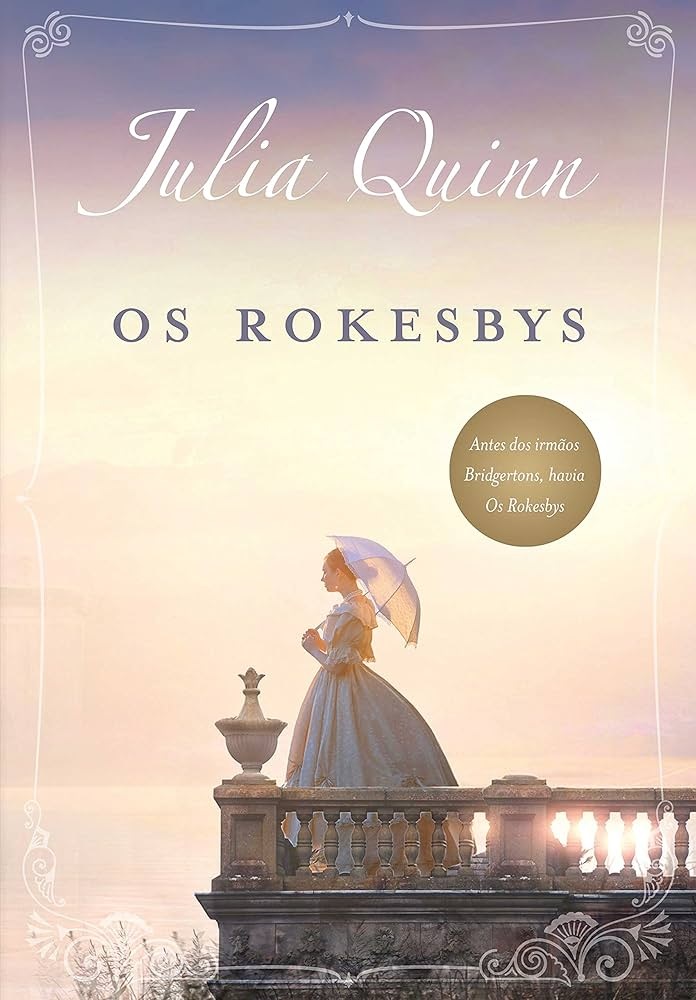 Julia Quinn
OS ROKESBYS
Antes dos irmãos
Bridgertons, havia
Os Rokesbys